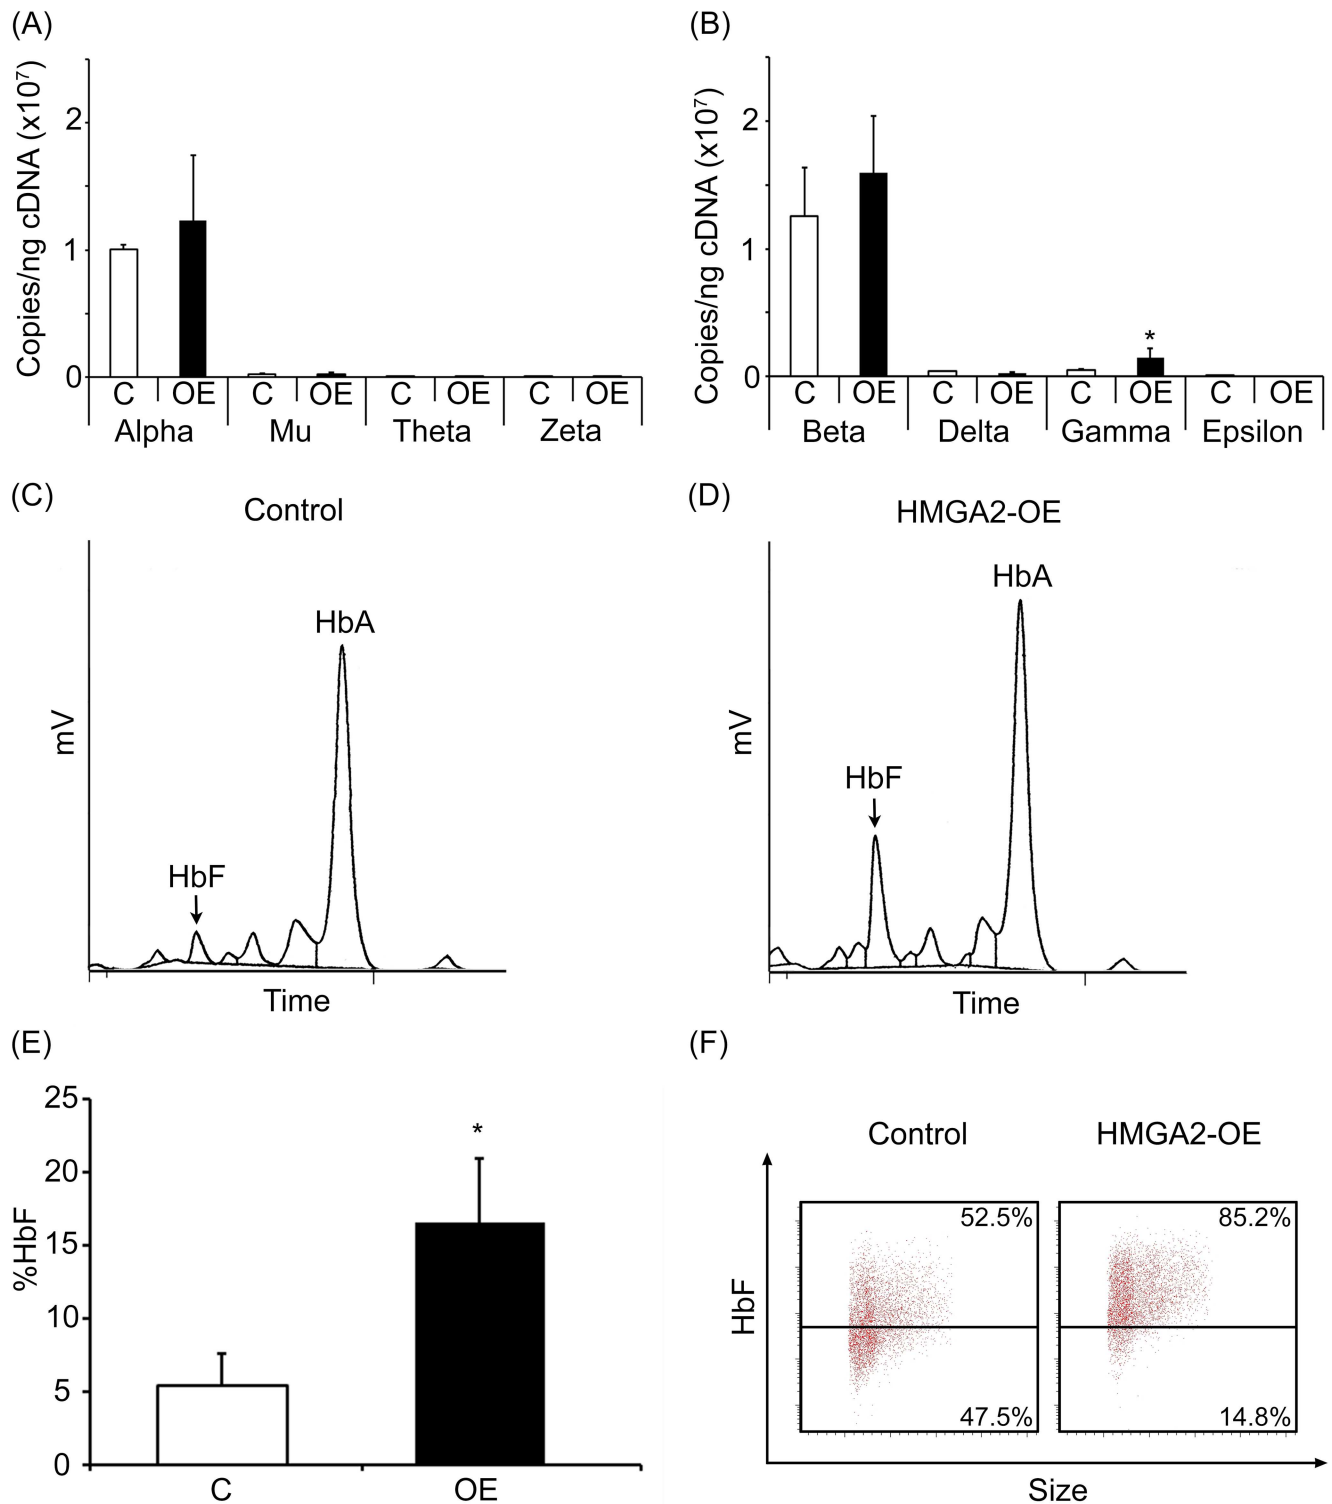 (A)
Copies/ng cDNA (x10⁷)
2
1
0
C OE C OE C OE C OE
Alpha Mu Theta Zeta
(B)
Copies/ng cDNA (x10⁷)
2
1
0
*
C OE C OE C OE C OE
Beta Delta Gamma Epsilon
(C)
Control
mV
HbA
HbF
Time
(D)
HMGA2-OE
mV
HbA
HbF
Time
(E)
%HbF
25
20
15
10
5
0
*
C OE
(F)
Control HMGA2-OE
HbF
52.5% 85.2%
47.5% 14.8%
Size